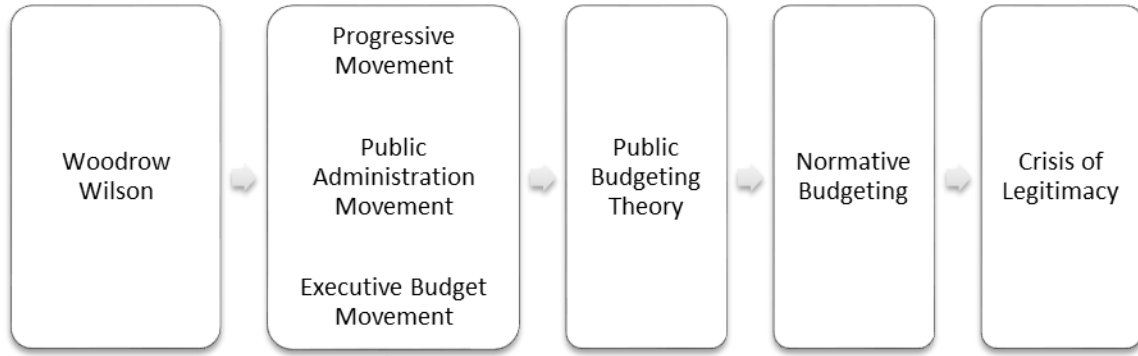 Woodrow
Wilson
Progressive
Movement
Public
Administration
Movement
Executive Budget
Movement
Public
Budgeting
Theory
Normative
Budgeting
Crisis of
Legitimacy